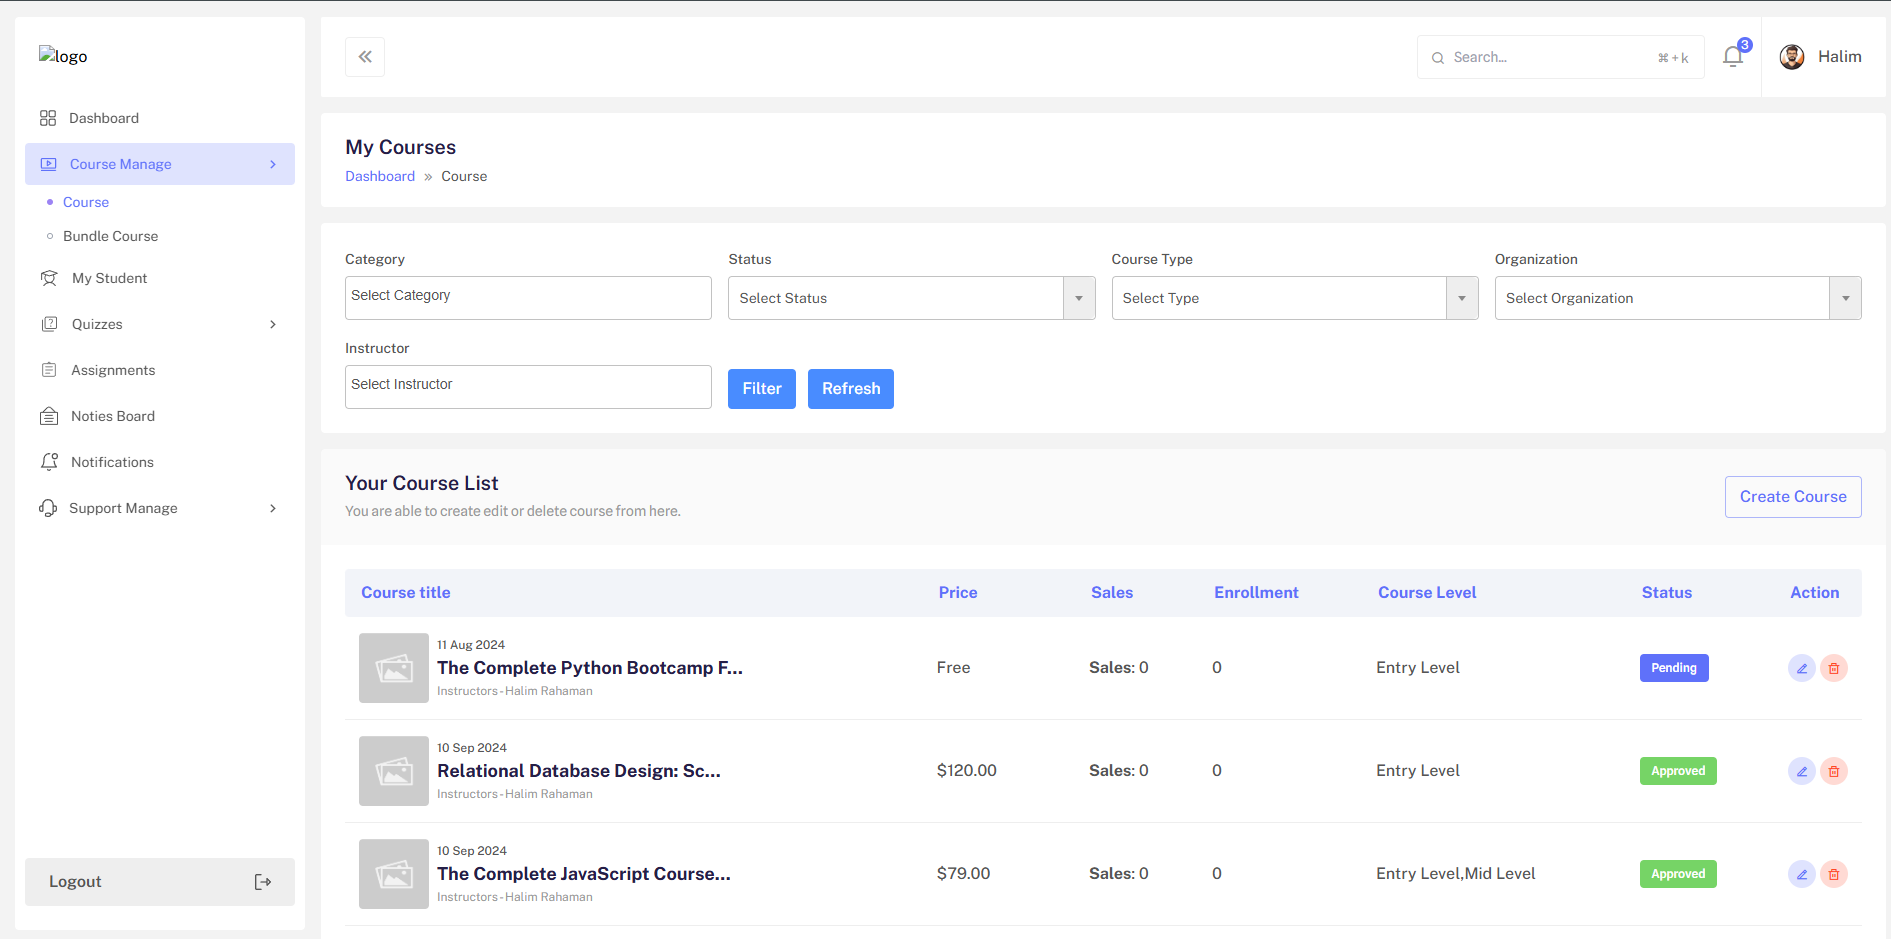 logo
Search...
⌘ + k
3
Halim
Dashboard
Course Manage
Course
Bundle Course
My Student
Quizzes
Assignments
Noties Board
Notifications
Support Manage
Logout
My Courses
Dashboard » Course
Category
Status
Course Type
Organization
Select Category
Select Status
Select Type
Select Organization
Instructor
Select Instructor
Filter
Refresh
Your Course List
You are able to create edit or delete course from here.
Create Course
Course title Price Sales Enrollment Course Level Status Action
11 Aug 2024
The Complete Python Bootcamp F...
Instructors - Halim Rahaman
Free
Sales: 0
0
Entry Level
Pending
10 Sep 2024
Relational Database Design: Sc...
Instructors - Halim Rahaman
$120.00
Sales: 0
0
Entry Level
Approved
10 Sep 2024
The Complete JavaScript Course...
Instructors - Halim Rahaman
$79.00
Sales: 0
0
Entry Level,Mid Level
Approved